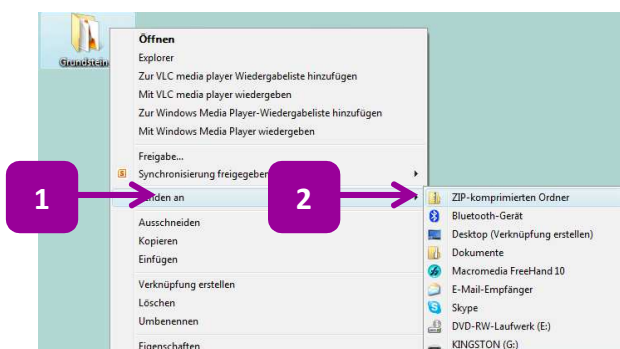 Grundstein
Öffnen
Explorer
Zur VLC media player Wiedergabeliste hinzufügen
Mit VLC media player wiedergeben
Zur Windows Media Player-Wiedergabeliste hinzufügen
Mit Windows Media Player wiedergeben
Freigabe...
Synchronisierung
1
2
an
Ausschneiden
Kopieren
Einfügen
Verknüpfung erstellen
Löschen
Umbenennen
Eigenschaften
ZIP-komprimierten Ordner
Bluetooth-Gerät
Desktop (Verknüpfung erstellen)
Dokumente
Macromedia FreeHand 10
E-Mail-Empfänger
Skype
DVD-RW-Laufwerk (E:)
KINGSTON (G:)